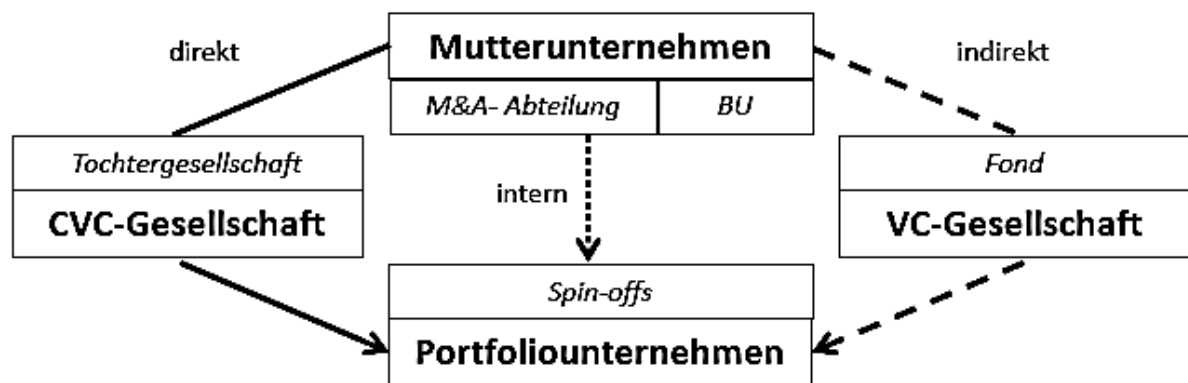 direkt
Mutterunternehmen
indirekt
M&A- Abteilung
BU
Tochtergesellschaft
CVC-Gesellschaft
intern
Fond
VC-Gesellschaft
Spin-offs
Portfoliounternehmen